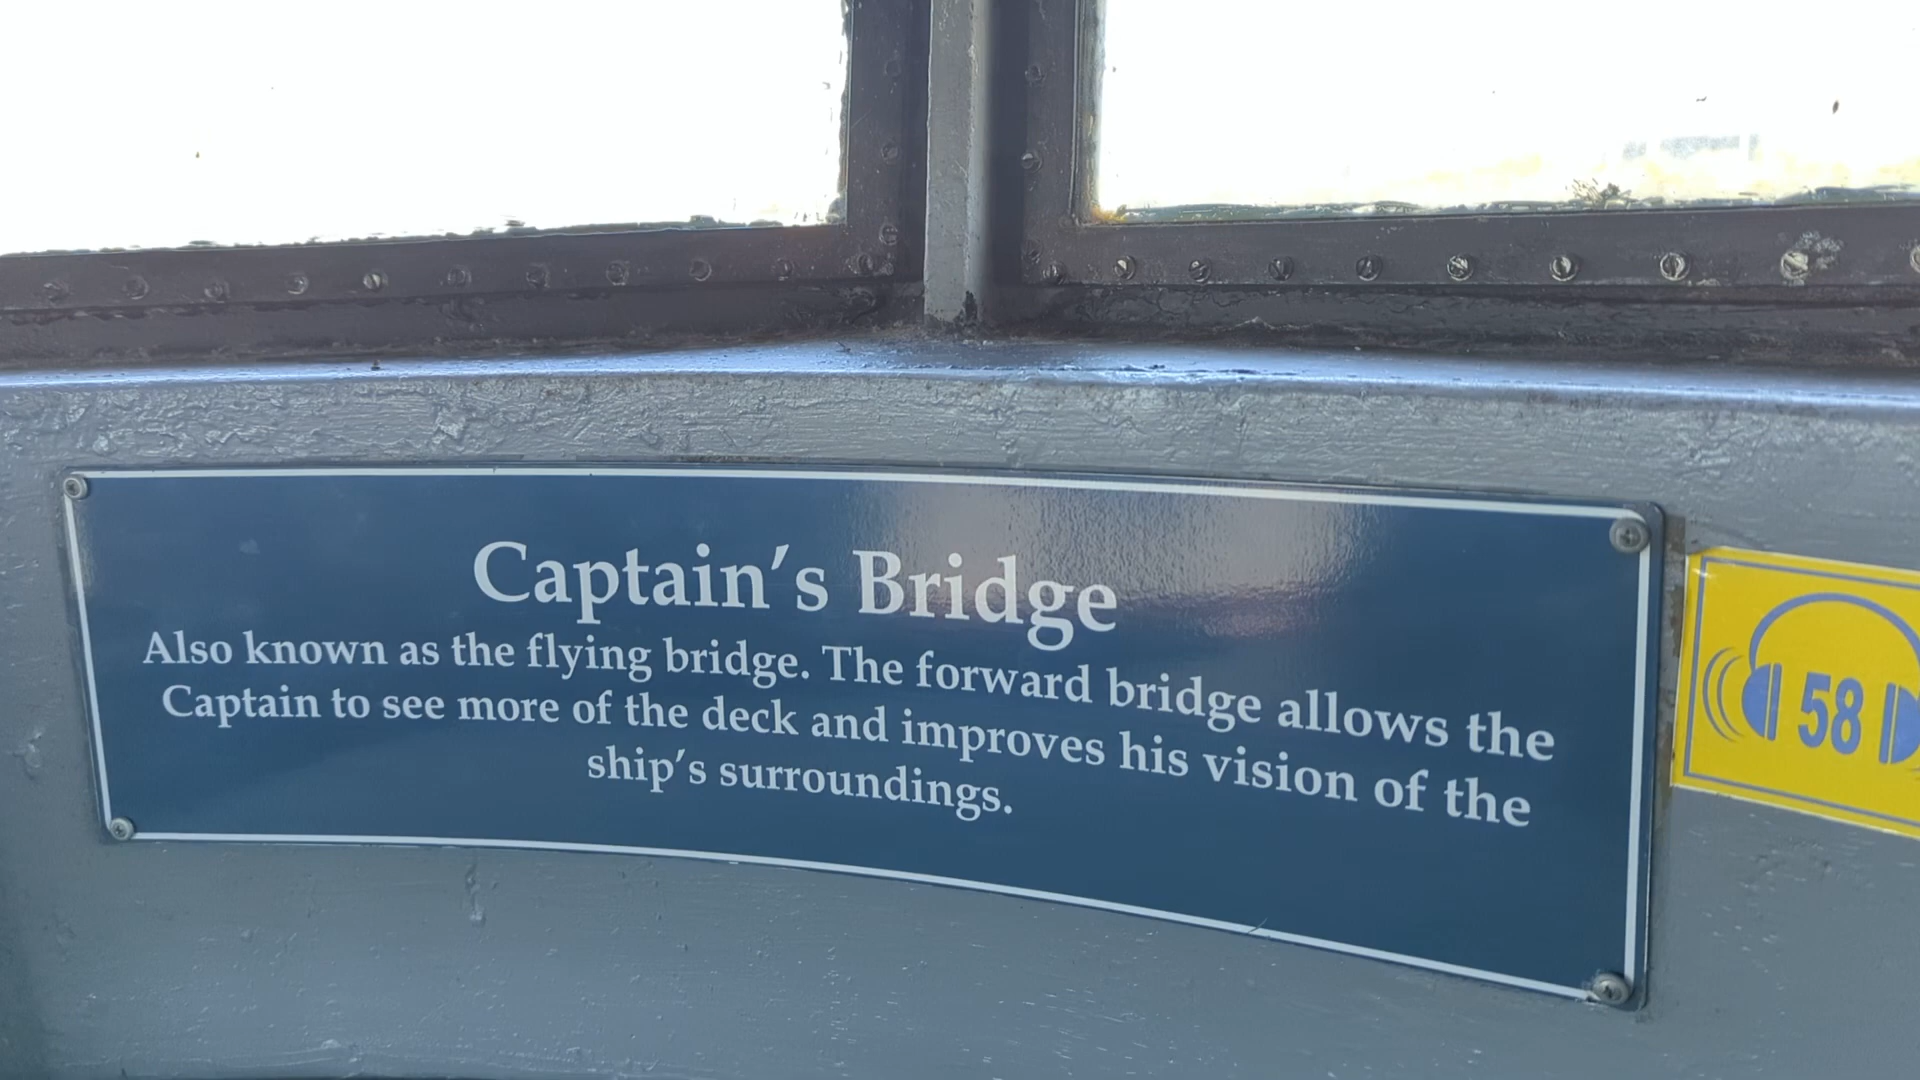 Captain's Bridge
Also known as the flying bridge. The forward bridge allows the
Captain to see more of the deck and improves his vision of the
ship's surroundings.
58